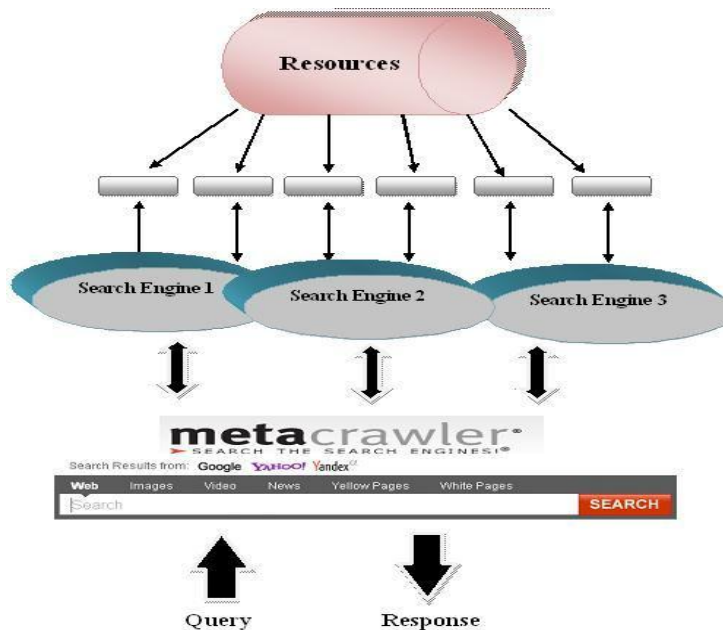 Resources
Search Engine 1
Search Engine 2
Search Engine 3
metacrawler®
SEARCH THE SEARCH ENGINES!®
Search Results from: Google YAHOO! Yandex
Web Images Video News Yellow Pages White Pages
Search SEARCH
Query Response